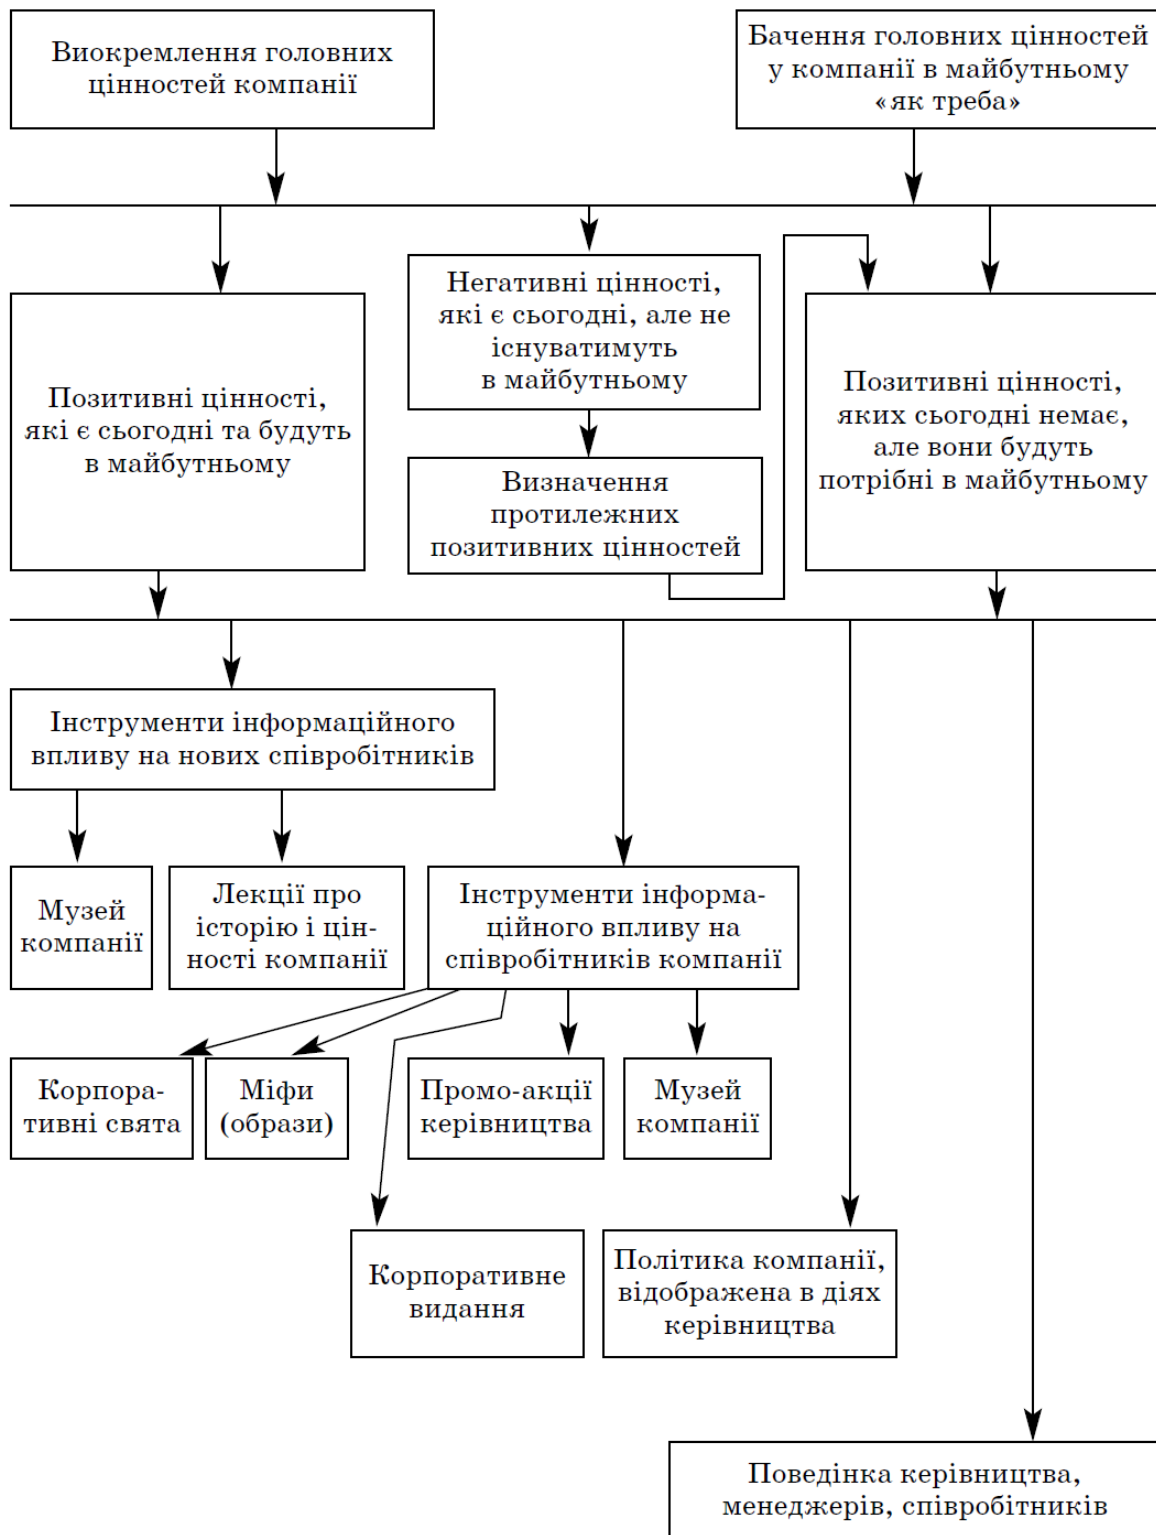 Виокремлення головних
цінностей компанії
Бачення головних цінностей
у компанії в майбутньому
«як треба»
Позитивні цінності,
які є сьогодні та будуть
в майбутньому
Негативні цінності,
які є сьогодні, але не
існуватимуть
в майбутньому
Визначення
протилежних
позитивних цінностей
Позитивні цінності,
яких сьогодні немає,
але вони будуть
потрібні в майбутньому
Інструменти інформаційного
впливу на нових співробітників
Музей
компанії
Лекції про
історію і цін-
ності компанії
Інструменти інформа-
ційного впливу на
співробітників компанії
Корпора-
тивні свята
Міфи
(образи)
Промо-акції
керівництва
Музей
компанії
Корпоративне
видання
Політика компанії,
відображена в діях
керівництва
Поведінка керівництва,
менеджерів, співробітників